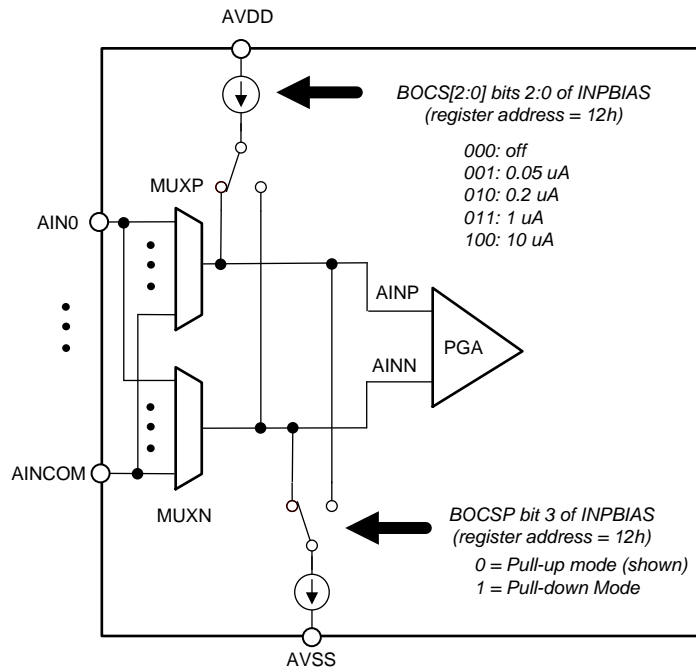 AVDD
BOCS[2:0] bits 2:0 of INPBIAS
(register address = 12h)
000: off
001: 0.05 uA
010: 0.2 uA
011: 1 uA
100: 10 uA
MUXP
AIN0
AINP
PGA
AINN
AINCOM
MUXN
BOCSP bit 3 of INPBIAS
(register address = 12h)
0 = Pull-up mode (shown)
1 = Pull-down Mode
AVSS